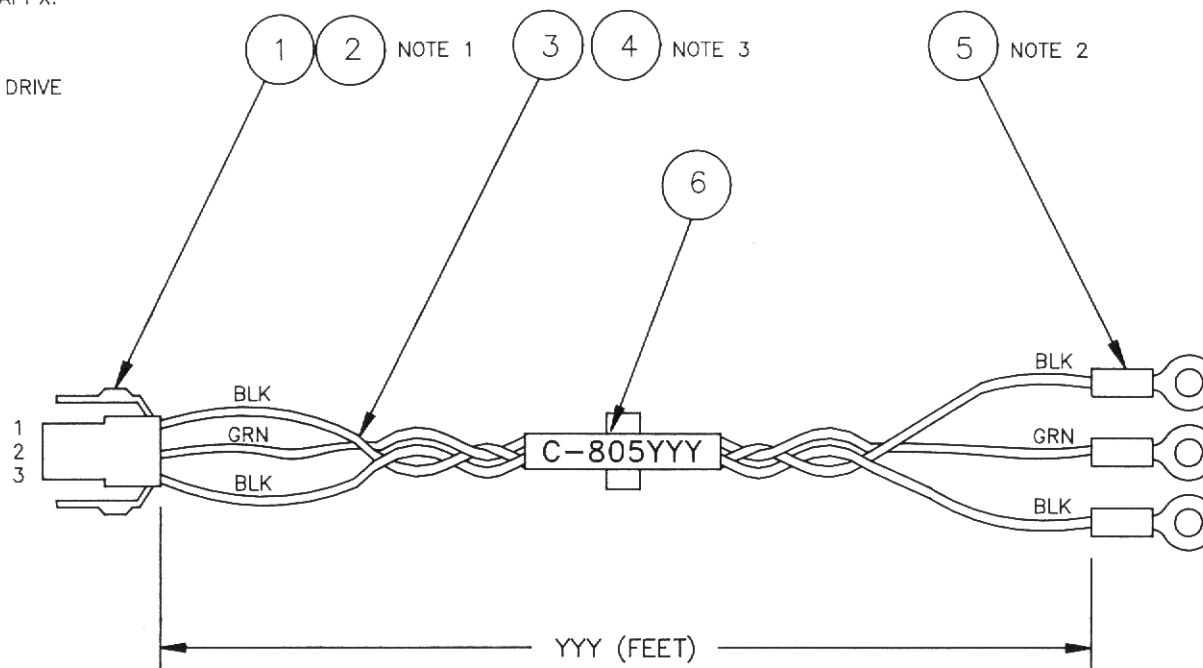 DRIVE
1 2 NOTE 1
3 4 NOTE 3
5 NOTE 2
6
BLK
GRN
BLK
1
2
3
C-805YYY
BLK
GRN
BLK
YYY (FEET)